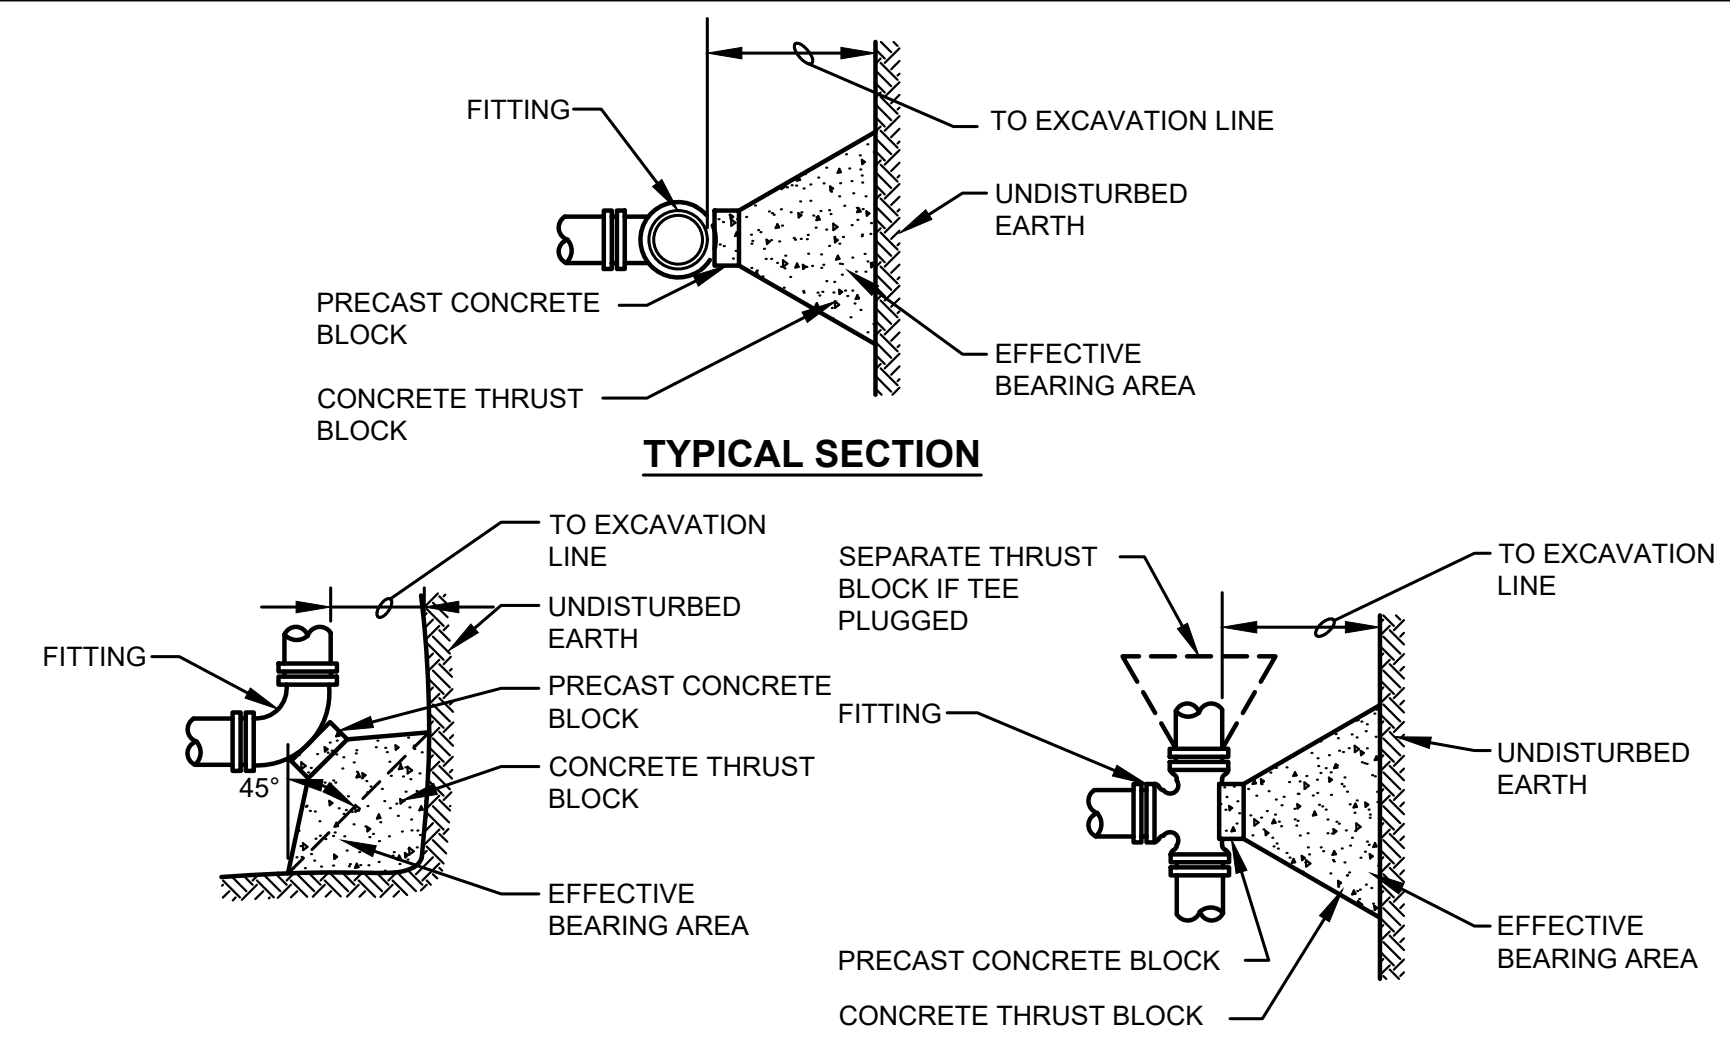 FITTING
TO EXCAVATION LINE
UNDISTURBED
EARTH
PRECAST CONCRETE
BLOCK
EFFECTIVE
BEARING AREA
CONCRETE THRUST
BLOCK
TYPICAL SECTION
TO EXCAVATION
LINE
UNDISTURBED
EARTH
FITTING
PRECAST CONCRETE
BLOCK
45°
CONCRETE THRUST
BLOCK
EFFECTIVE
BEARING AREA
SEPARATE THRUST
BLOCK IF TEE
PLUGGED
TO EXCAVATION
LINE
FITTING
UNDISTURBED
EARTH
EFFECTIVE
BEARING AREA
PRECAST CONCRETE BLOCK
CONCRETE THRUST BLOCK